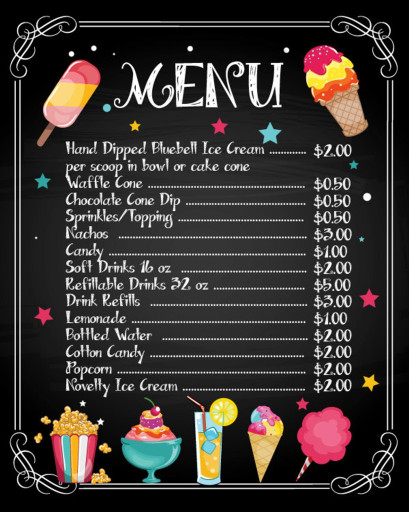 MENU
Hand Dipped Bluebell Ice Cream ............ $2.00
per scoop in bowl or cake cone
Waffle Cone ............ $0.50
Chocolate Cone Dip ............ $0.50
Sprinkles/Topping ............ $0.50
Nachos ............ $3.00
Candy ............ $1.00
Soft Drinks 16 oz ............ $2.00
Refillable Drinks 32 oz ............ $5.00
Drink Refills ............ $3.00
Lemonade ............ $1.00
Bottled Water ............ $2.00
Cotton Candy ............ $2.00
Popcorn ............ $2.00
Novelty Ice Cream ............ $2.00